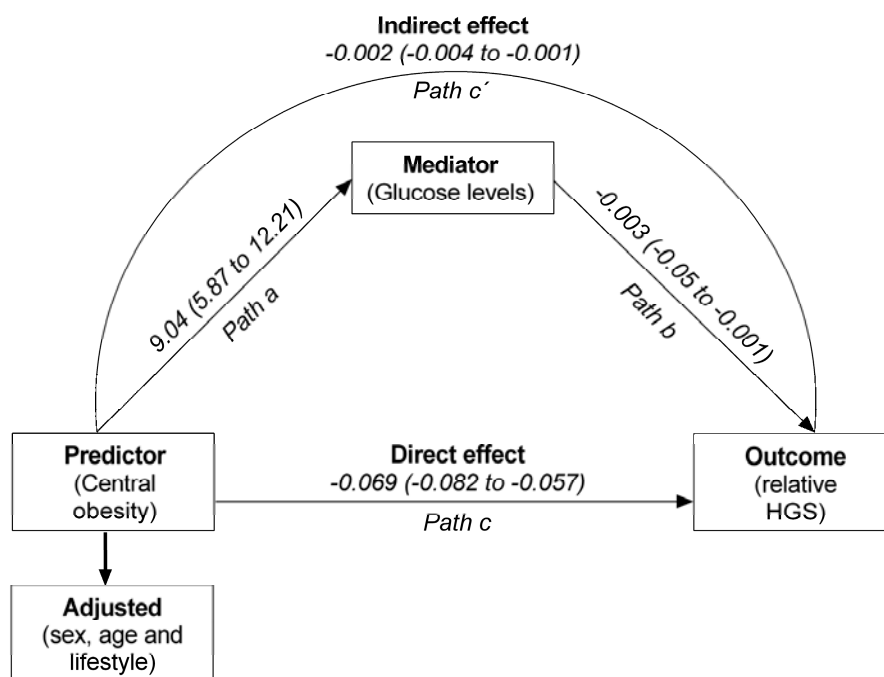 Indirect effect
-0.002 (-0.004 to -0.001)
Path c´
Mediator
(Glucose levels)
9.04 (5.87 to 12.21)
Path a
-0.003 (-0.05 to -0.001)
Path b
Predictor
(Central
obesity)
Direct effect
-0.069 (-0.082 to -0.057)
Path c
Outcome
(relative
HGS)
Adjusted
(sex, age and
lifestyle)